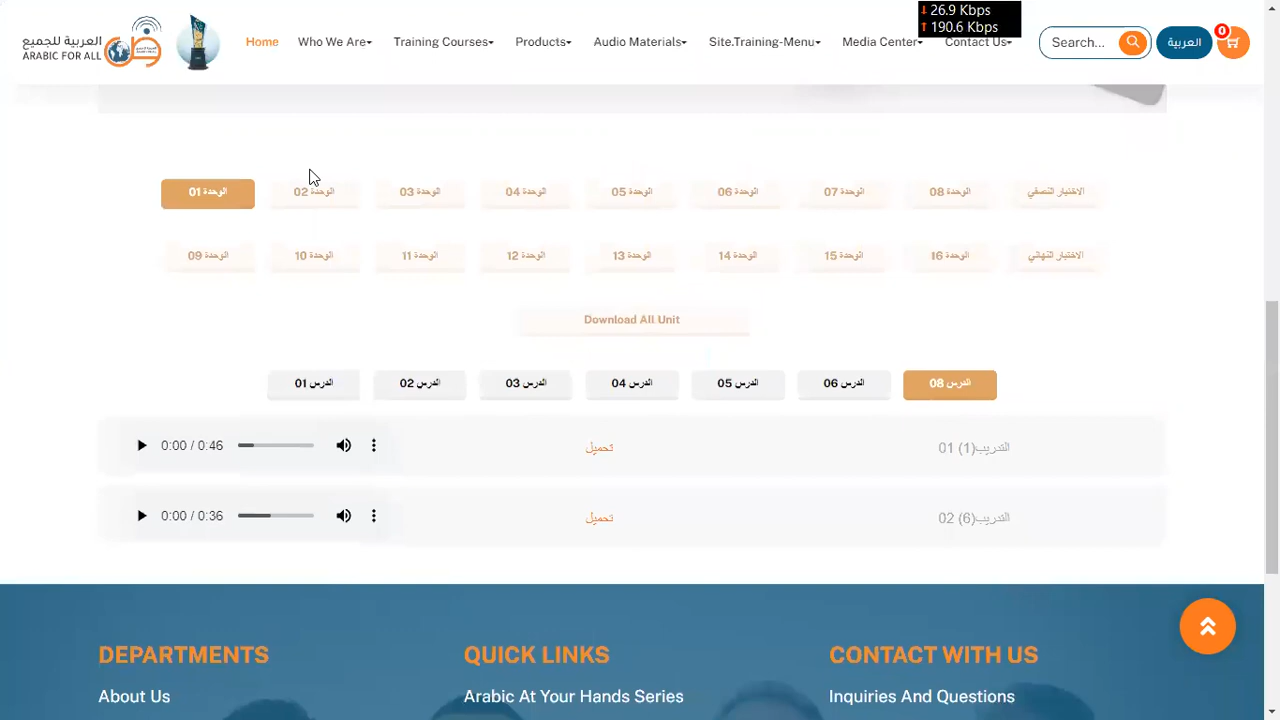 ↓ 26.9 Kbps
↑ 190.6 Kbps
العربية للجميع
ARABIC FOR ALL
Home
Who We Are
Training Courses
Products
Audio Materials
Site.Training-Menu
Media Center
Contact Us
Search...
العربية
0
الوحدة 01
الوحدة 02
الوحدة 03
الوحدة 04
الوحدة 05
الوحدة 06
الوحدة 07
الوحدة 08
الاختبار النصفي
الوحدة 09
الوحدة 10
الوحدة 11
الوحدة 12
الوحدة 13
الوحدة 14
الوحدة 15
الوحدة 16
الاختبار النهائي
Download All Unit
الدرس 01
الدرس 02
الدرس 03
الدرس 04
الدرس 05
الدرس 06
الدرس 08
0:00 / 0:46
تحميل
التدريب(1) 01
0:00 / 0:36
تحميل
التدريب(6) 02
DEPARTMENTS
QUICK LINKS
CONTACT WITH US
About Us
Arabic At Your Hands Series
Inquiries And Questions